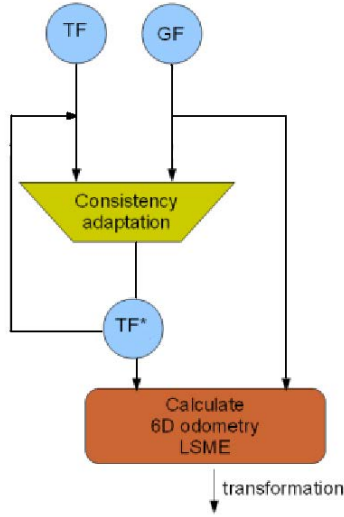 TF
GF
Consistency
adaptation
TF*
Calculate
6D odometry
LSME
transformation